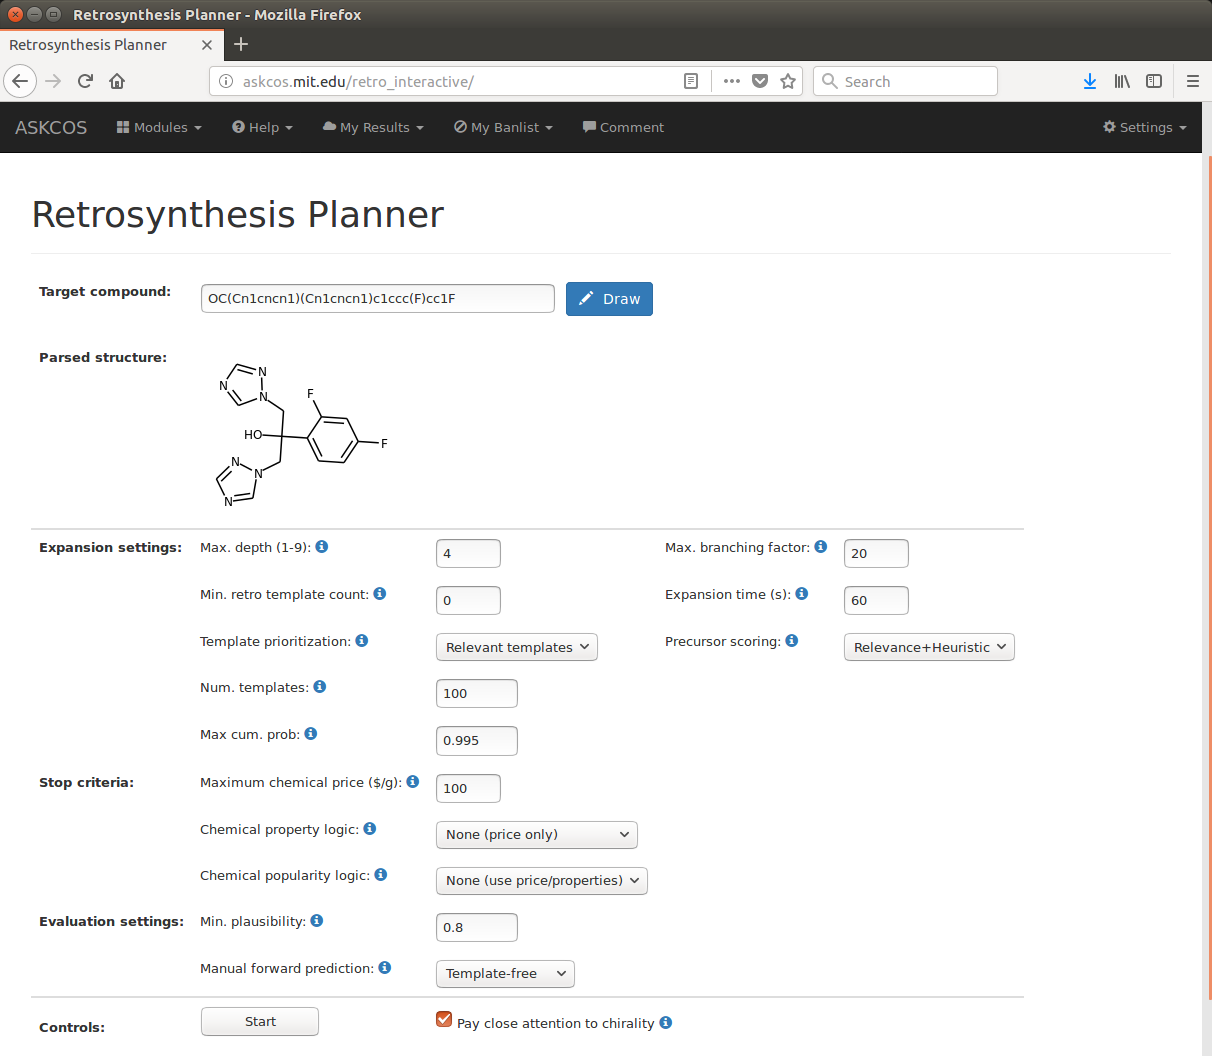 Retrosynthesis Planner - Mozilla Firefox
Retrosynthesis Planner
askcos.mit.edu/retro_interactive/
Search
ASKCOS Modules Help My Results My Banlist Comment Settings
Retrosynthesis Planner
Target compound: OC(Cn1cncn1)(Cn1cncn1)c1ccc(F)cc1F Draw
Parsed structure:
N
N
N
F
HO
F
N
N
N
Expansion settings: Max. depth (1-9): 4 Max. branching factor: 20
Min. retro template count: 0 Expansion time (s): 60
Template prioritization: Relevant templates Precursor scoring: Relevance+Heuristic
Num. templates: 100
Max cum. prob: 0.995
Stop criteria: Maximum chemical price ($/g): 100
Chemical property logic: None (price only)
Chemical popularity logic: None (use price/properties)
Evaluation settings: Min. plausibility: 0.8
Manual forward prediction: Template-free
Controls: Start Pay close attention to chirality